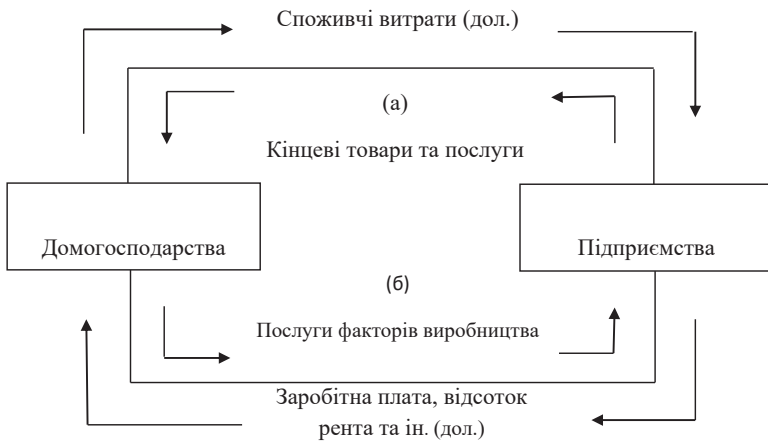 Споживчі витрати (дол.)
(а)
Кінцеві товари та послуги
Домогосподарства
Підприємства
(б)
Послуги факторів виробництва
Заробітна плата, відсоток
рента та ін. (дол.)